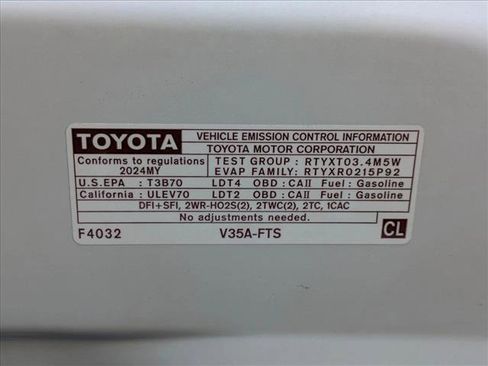 TOYOTA VEHICLE EMISSION CONTROL INFORMATION
TOYOTA MOTOR CORPORATION
Conforms to regulations TEST GROUP : RTYXT03.4M5W
2024MY EVAP FAMILY: RTYXR0215P92
U.S.EPA : T3B70 LDT4 OBD : CAII Fuel : Gasoline
California : ULEV70 LDT2 OBD : CAII Fuel : Gasoline
DFI+SFI, 2WR-HO2S(2), 2TWC(2), 2TC, 1CAC
No adjustments needed.
F4032 V35A-FTS CL